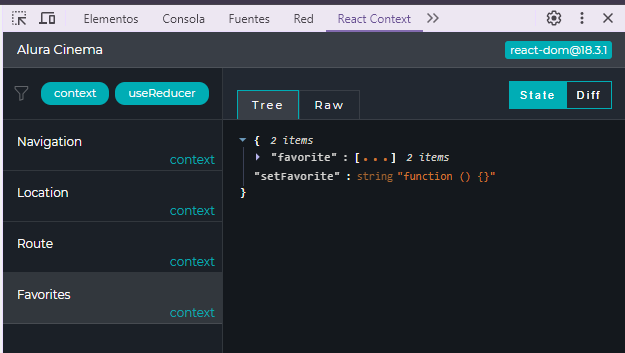 Elementos Consola Fuentes Red React Context
Alura Cinema react-dom@18.3.1
context useReducer
Tree Raw State Diff
Navigation
context
Location
context
Route
context
Favorites
context
{ 2 items
"favorite" : [...] 2 items
"setFavorite" : string "function () {}"
}